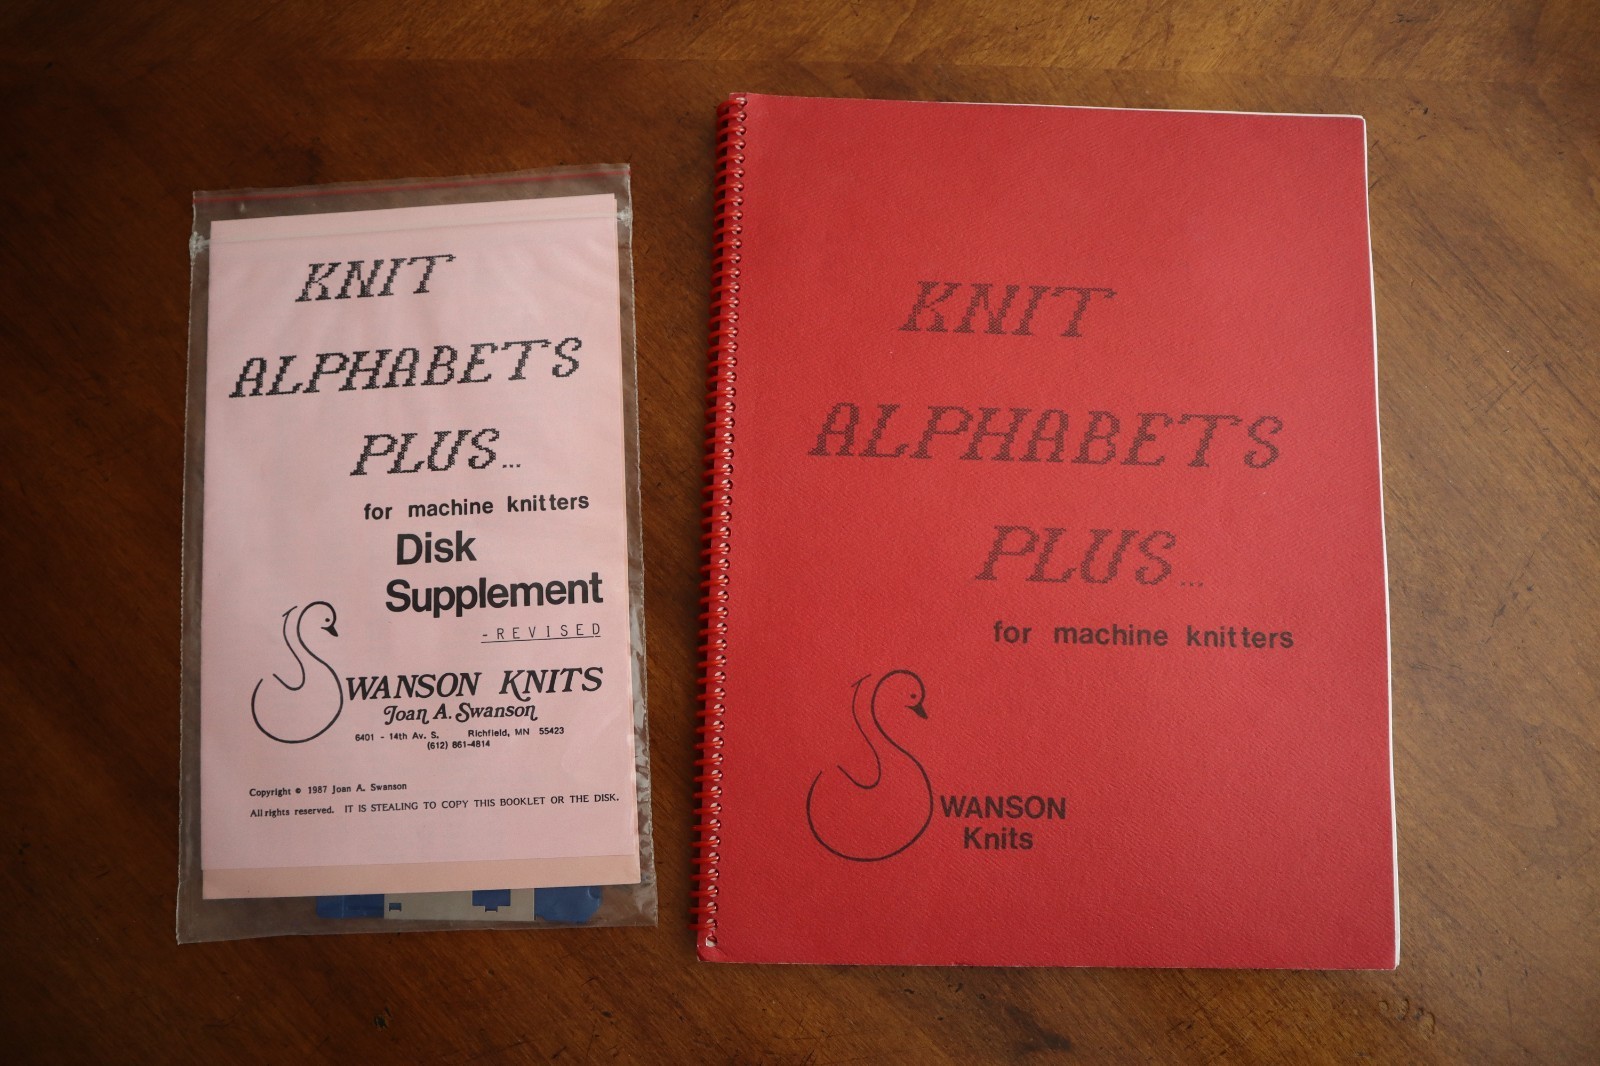 KNIT
ALPHABETS
PLUS...
for machine knitters
Disk
Supplement
-REVISED
SWANSON KNITS
Joan A. Swanson
6401 - 14th Av. S. Richfield, MN 55423
(612) 861-4814
Copyright © 1987 Joan A. Swanson
All rights reserved. IT IS STEALING TO COPY THIS BOOKLET OR THE DISK.
KNIT
ALPHABETS
PLUS...
for machine knitters
SWANSON
Knits